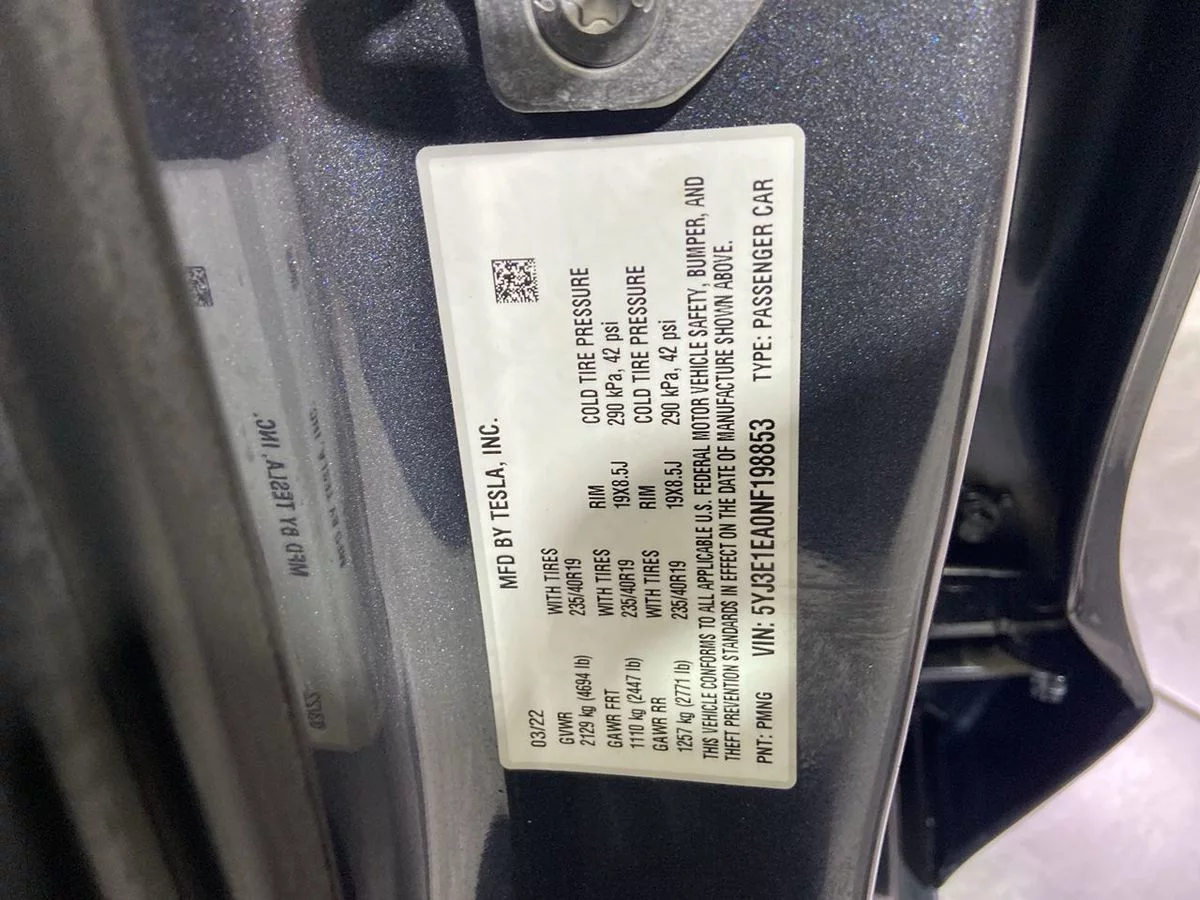 MFD BY TESLA, INC.
03/22
GVWR WITH TIRES RIM COLD TIRE PRESSURE
2129 kg (4694 lb) 235/40R19 19X8.5J 290 kPa, 42 psi
GAWR FRT WITH TIRES RIM COLD TIRE PRESSURE
1110 kg (2447 lb) 235/40R19 19X8.5J 290 kPa, 42 psi
GAWR RR WITH TIRES
1257 kg (2771 lb) 235/40R19
THIS VEHICLE CONFORMS TO ALL APPLICABLE U.S. FEDERAL MOTOR VEHICLE SAFETY, BUMPER, AND
THEFT PREVENTION STANDARDS IN EFFECT ON THE DATE OF MANUFACTURE SHOWN ABOVE.
PNT: PMNG VIN: 5YJ3E1EA0NF198853 TYPE: PASSENGER CAR
MFD BY TESLA, INC.
03/22